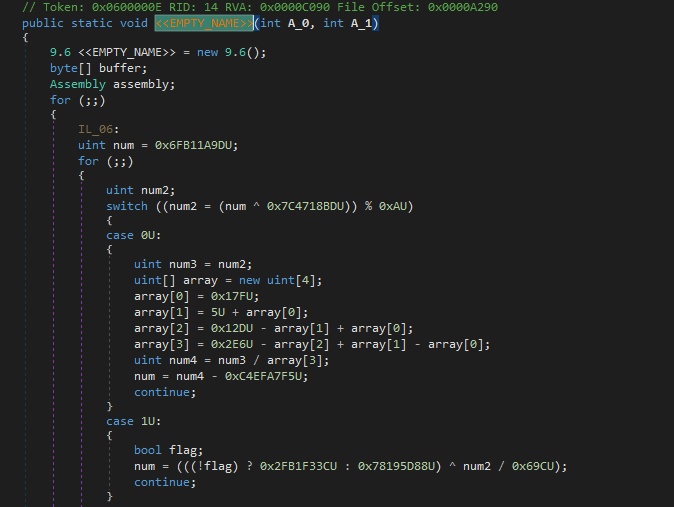 // Token: 0x0600000E RID: 14 RVA: 0x0000C090 File Offset: 0x0000A290
public static void <<EMPTY_NAME>>(int A_0, int A_1)
{
9.6 <<EMPTY_NAME>> = new 9.6();
byte[] buffer;
Assembly assembly;
for (;;)
{
IL_06:
uint num = 0x6FB11A9DU;
for (;;)
{
uint num2;
switch ((num2 = (num ^ 0x7C4718BDU)) % 0xAU)
{
case 0U:
{
uint num3 = num2;
uint[] array = new uint[4];
array[0] = 0x17FU;
array[1] = 5U + array[0];
array[2] = 0x12DU - array[1] + array[0];
array[3] = 0x2E6U - array[2] + array[1] - array[0];
uint num4 = num3 / array[3];
num = num4 - 0xC4EFA7F5U;
continue;
}
case 1U:
{
bool flag;
num = (((!flag) ? 0x2FB1F33CU : 0x78195D88U) ^ num2 / 0x69CU);
continue;
}